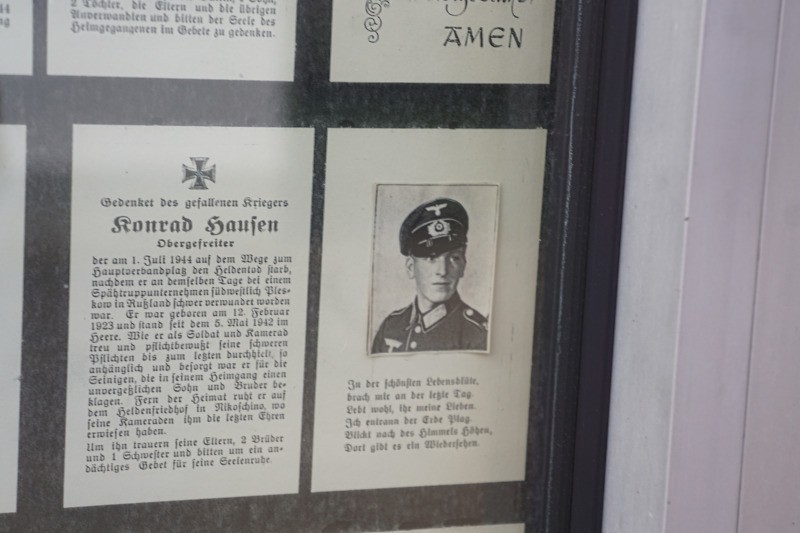 2 Töchter, die Eltern und die übrigen
Anverwandten und bitten der Seele des
Heimgegangenen im Gebete zu gedenken.
AMEN
Gedenket des gefallenen Kriegers
Konrad Hausen
Obergefreiter
der am 1. Juli 1944 auf dem Wege zum
Hauptverbandplatz den Heldentod starb,
nachdem er an demselben Tage bei einem
Spähtruppunternehmen südwestlich Ples-
kow in Rußland schwer verwundet worden
war. Er war geboren am 12. Februar
1923 und stand seit dem 5. Mai 1942 im
Heere. Wie er als Soldat und Kamerad
treu und pflichtbewußt seine schweren
Pflichten bis zum letzten durchhielt, so
anhänglich und besorgt war er für die
Seinigen, die in seinem Heimgang einen
unvergeßlichen Sohn und Bruder be-
klagen. Fern der Heimat ruht er auf
dem Heldenfriedhof in Nikoschino, wo
seine Kameraden ihm die letzten Ehren
erwiesen haben.
Um ihn trauern seine Eltern, 2 Brüder
und 1 Schwester und bitten um ein an-
dächtiges Gebet für seine Seelenruhe.
In der schönsten Lebensblüte,
brach mir an der letzte Tag.
Lebt wohl, ihr meine Lieben.
Ich entrann der Erde Plag.
Blickt nach des Himmels Höhen,
Dort gibt es ein Wiedersehen.